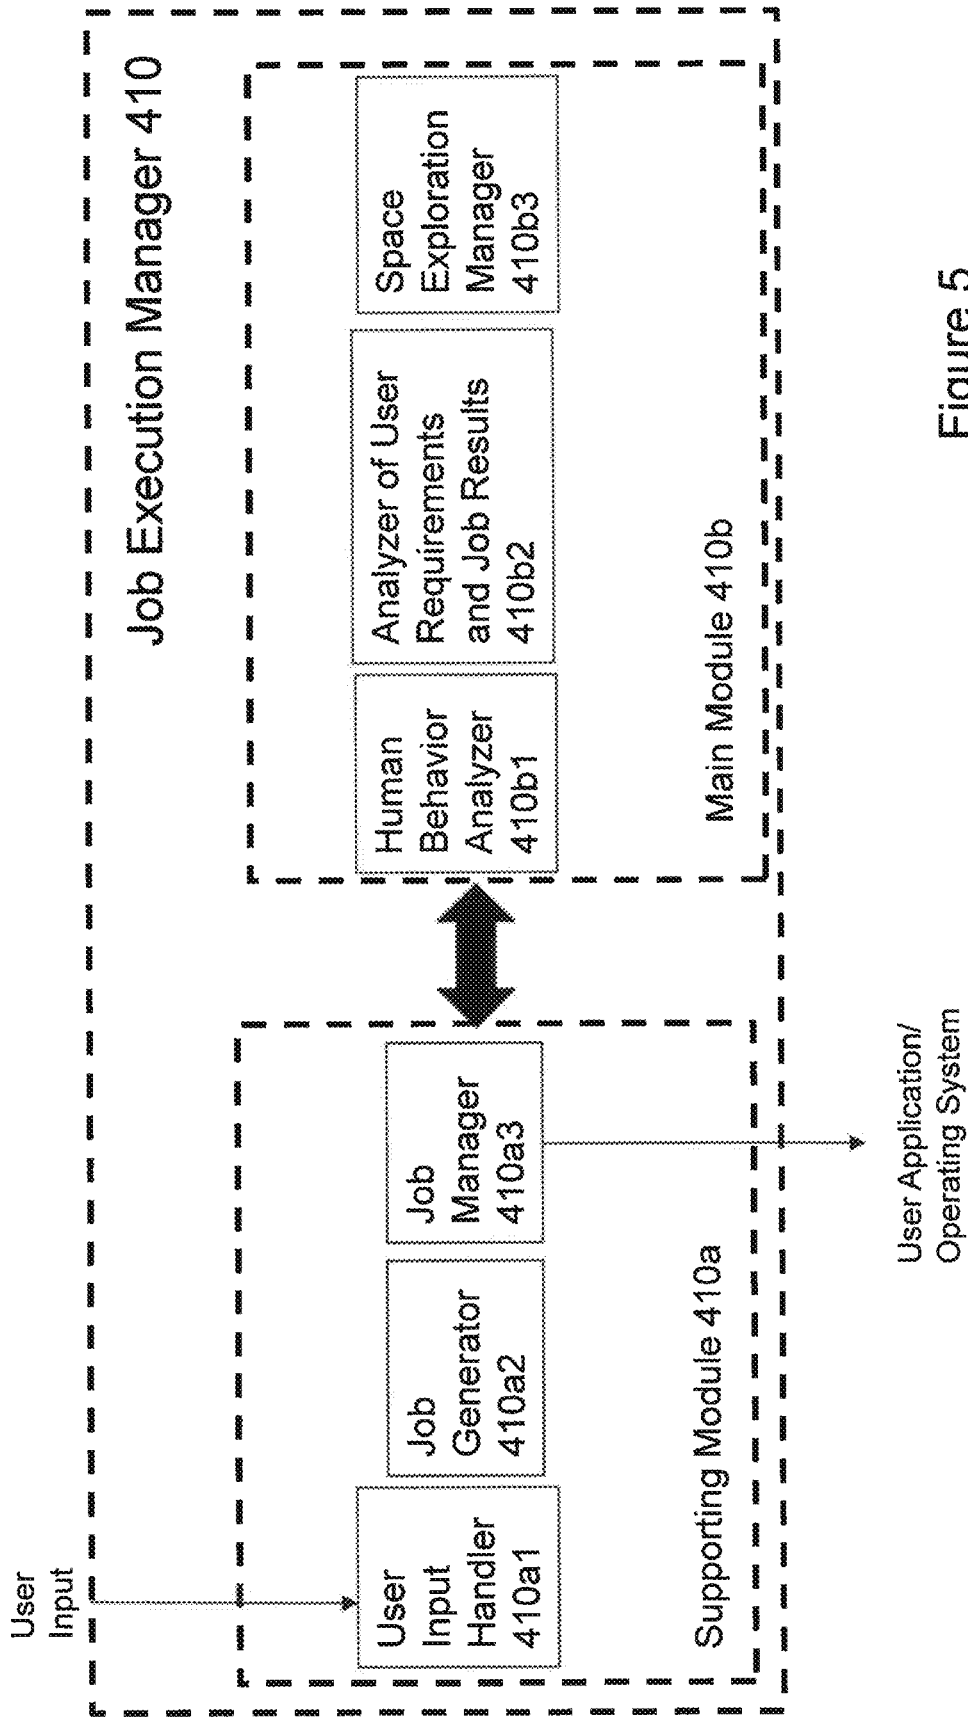 User
Input
Job Execution Manager 410
User
Input
Handler
410a1
Job
Generator
410a2
Job
Manager
410a3
Supporting Module 410a
Human
Behavior
Analyzer
410b1
Analyzer of User
Requirements
and Job Results
410b2
Space
Exploration
Manager
410b3
Main Module 410b
User Application/
Operating System
Figure 5